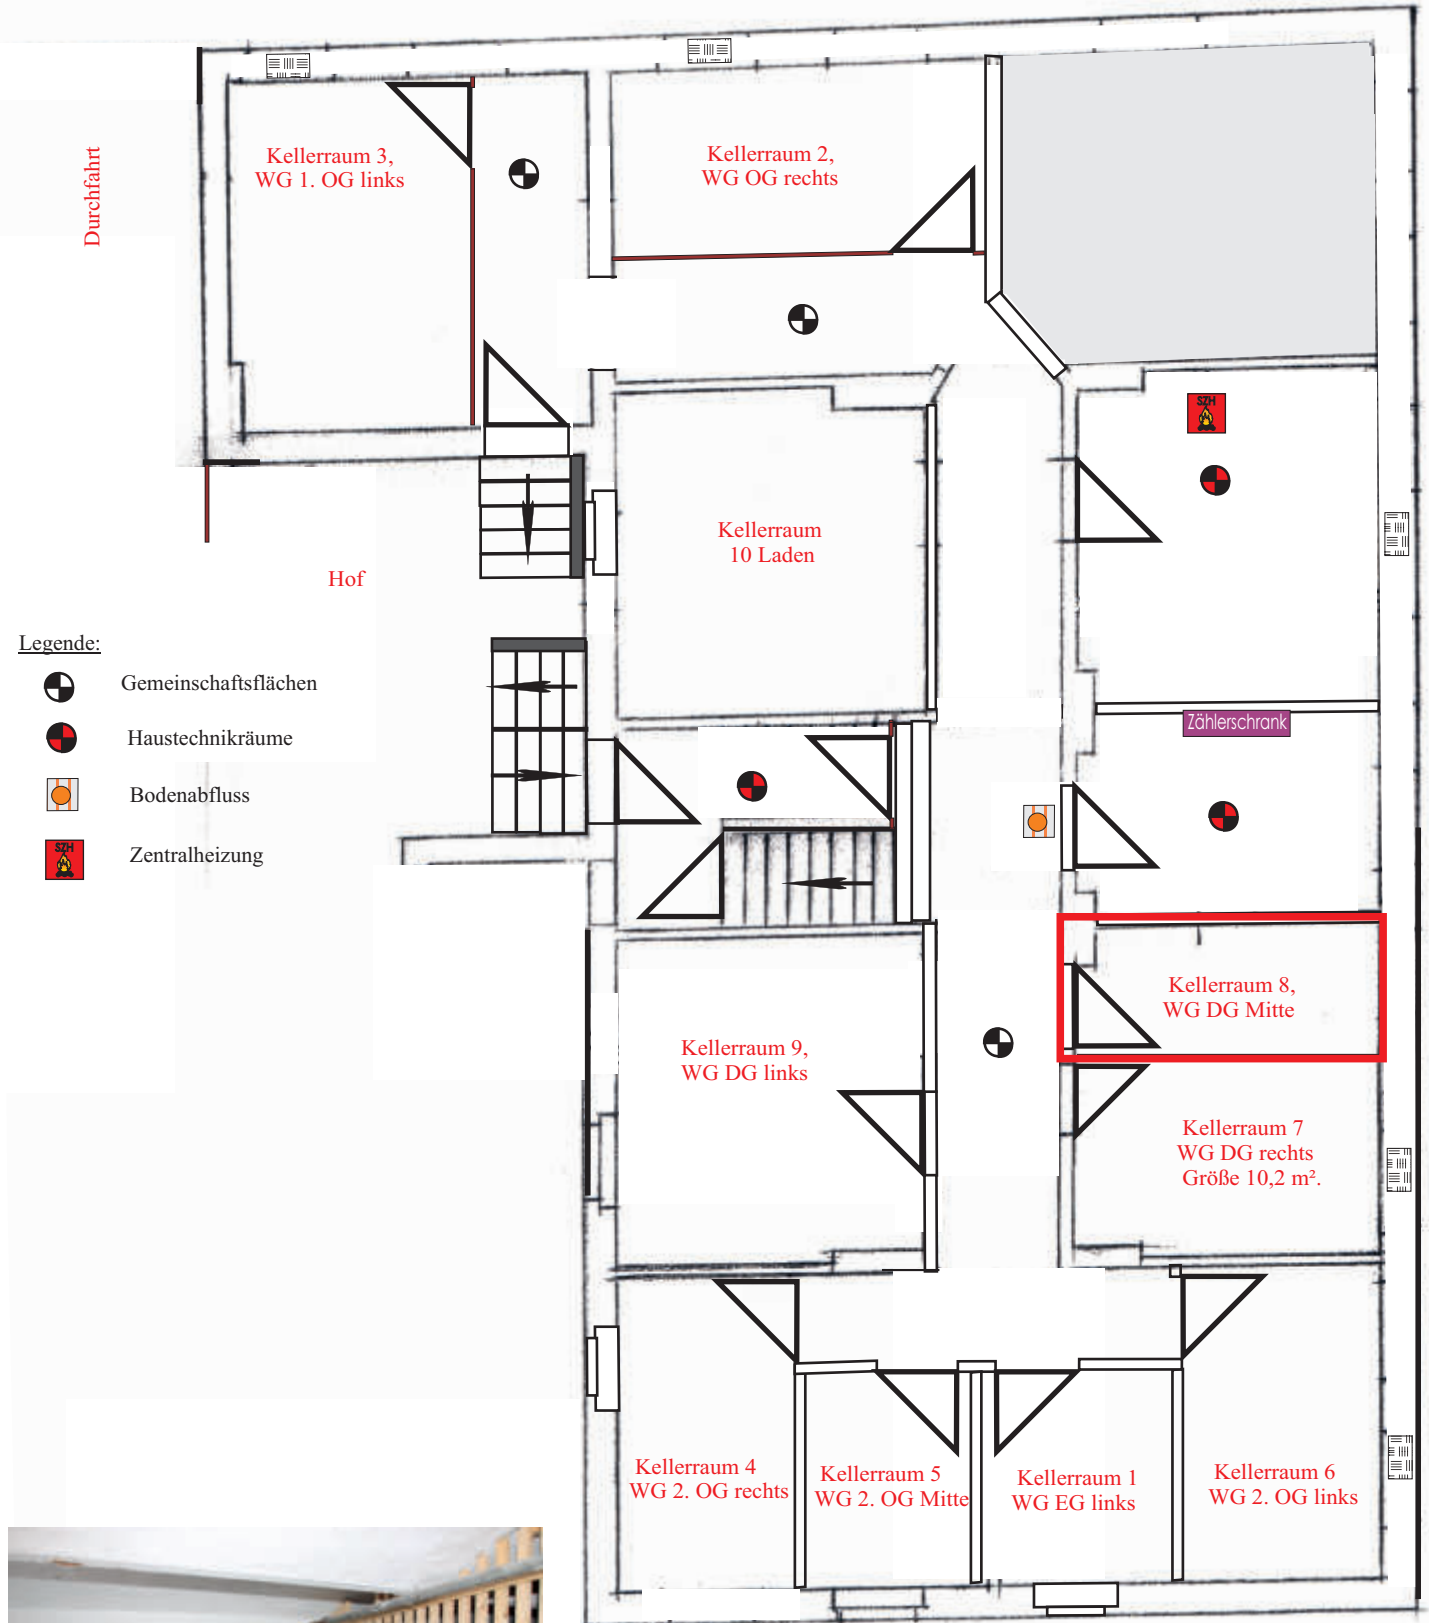 Durchfahrt
Kellerraum 3,
WG 1. OG links
Kellerraum 2,
WG OG rechts
SZH
Kellerraum
10 Laden
Hof
Legende:
Gemeinschaftsflächen
Haustechnikräume
Bodenabfluss
SZH
Zentralheizung
Zählerschrank
Kellerraum 8,
WG DG Mitte
Kellerraum 9,
WG DG links
Kellerraum 7
WG DG rechts
Größe 10,2 m².
Kellerraum 4
WG 2. OG rechts
Kellerraum 5
WG 2. OG Mitte
Kellerraum 1
WG EG links
Kellerraum 6
WG 2. OG links